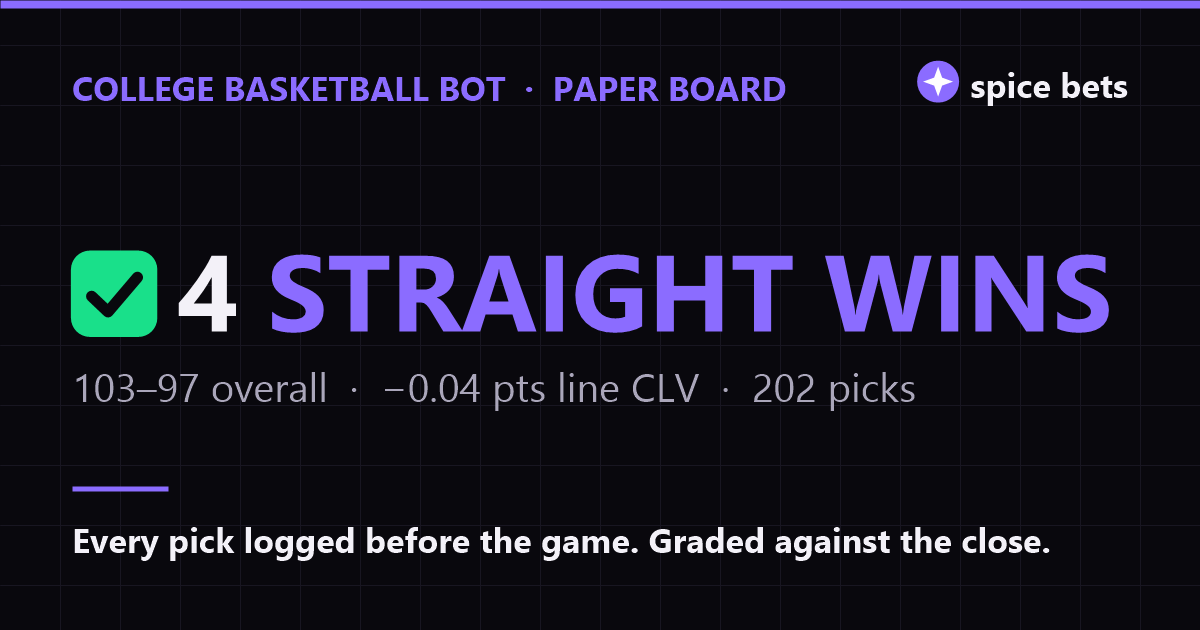 COLLEGE BASKETBALL BOT · PAPER BOARD
spice bets
4 STRAIGHT WINS
103–97 overall · −0.04 pts line CLV · 202 picks
Every pick logged before the game. Graded against the close.